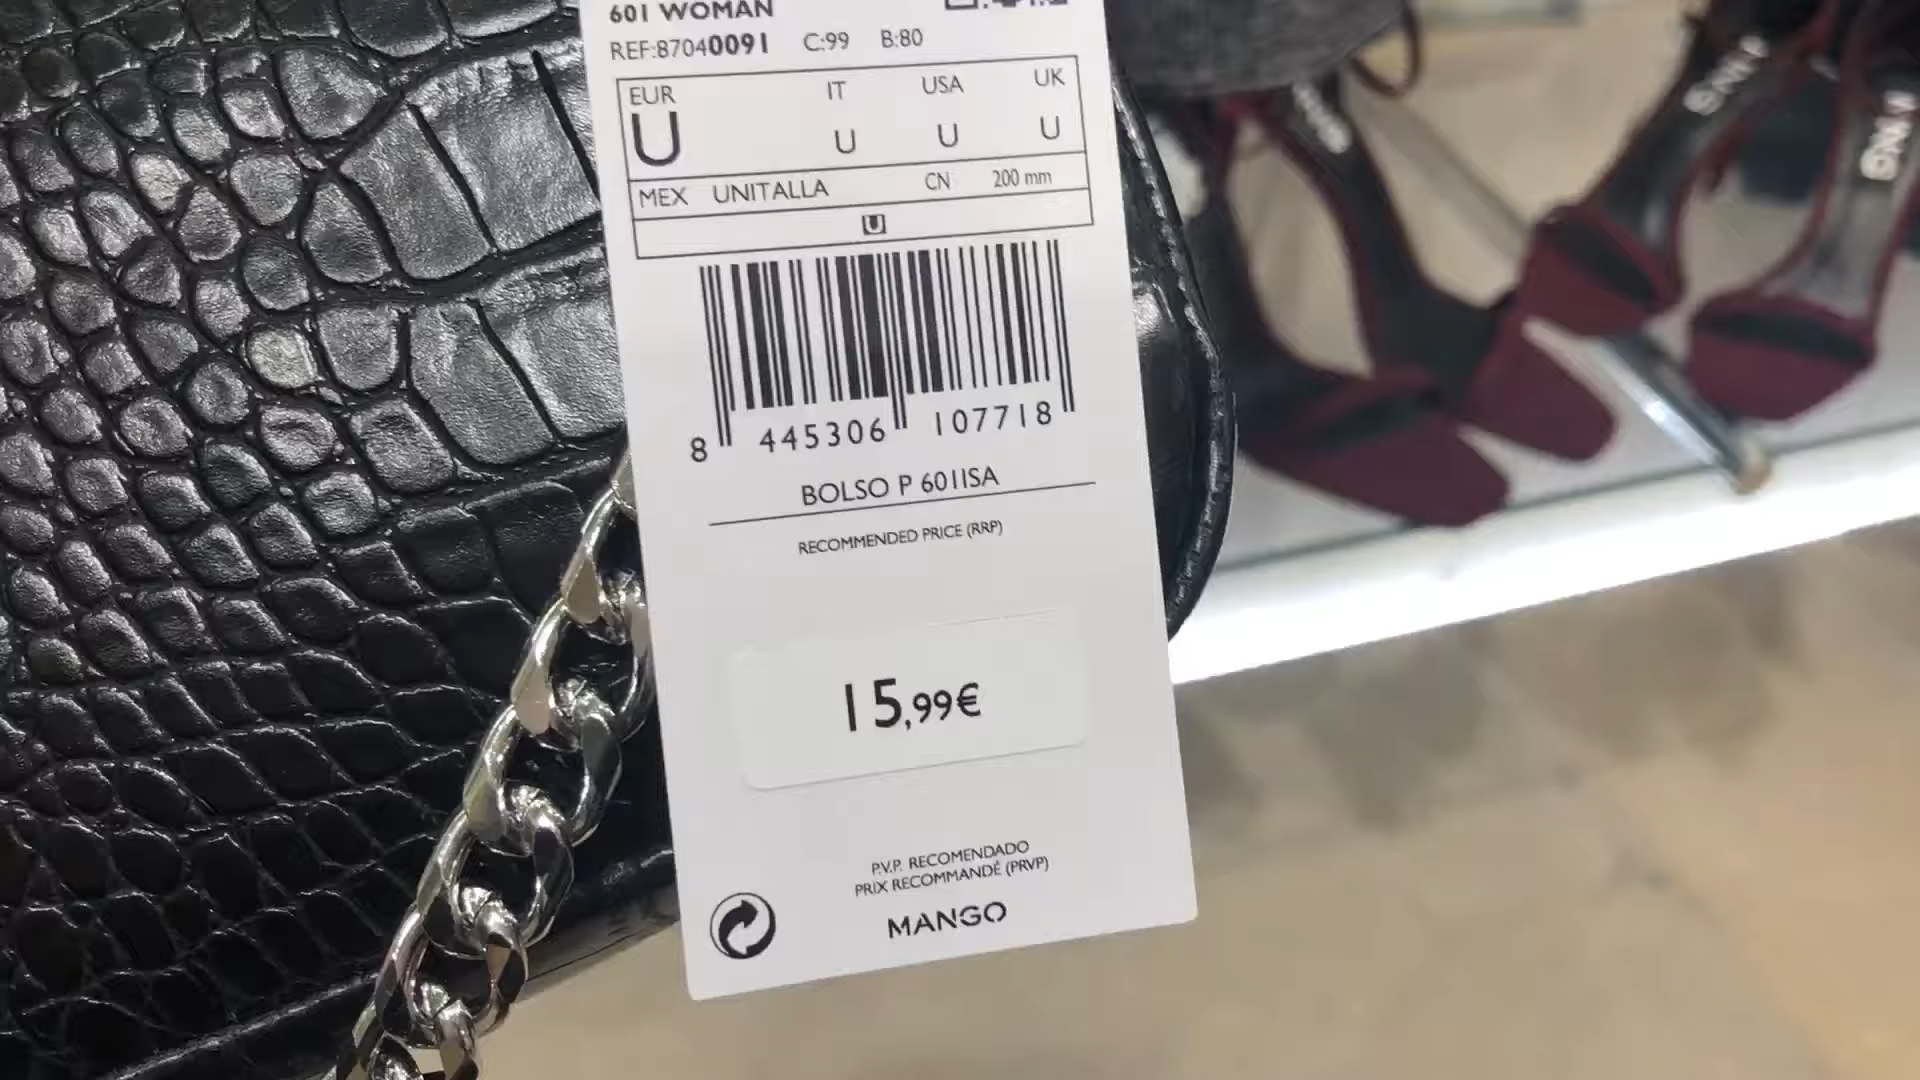 601 WOMAN
REF:87040091 C:99 B:80
EUR IT USA UK
U U U U
MEX UNITALLA CN 200 mm
U
8 445306 107718
BOLSO P 601ISA
RECOMMENDED PRICE (RRP)
15,99€
P.V.P. RECOMENDADO
PRIX RECOMMANDÉ (PRVP)
MANGO